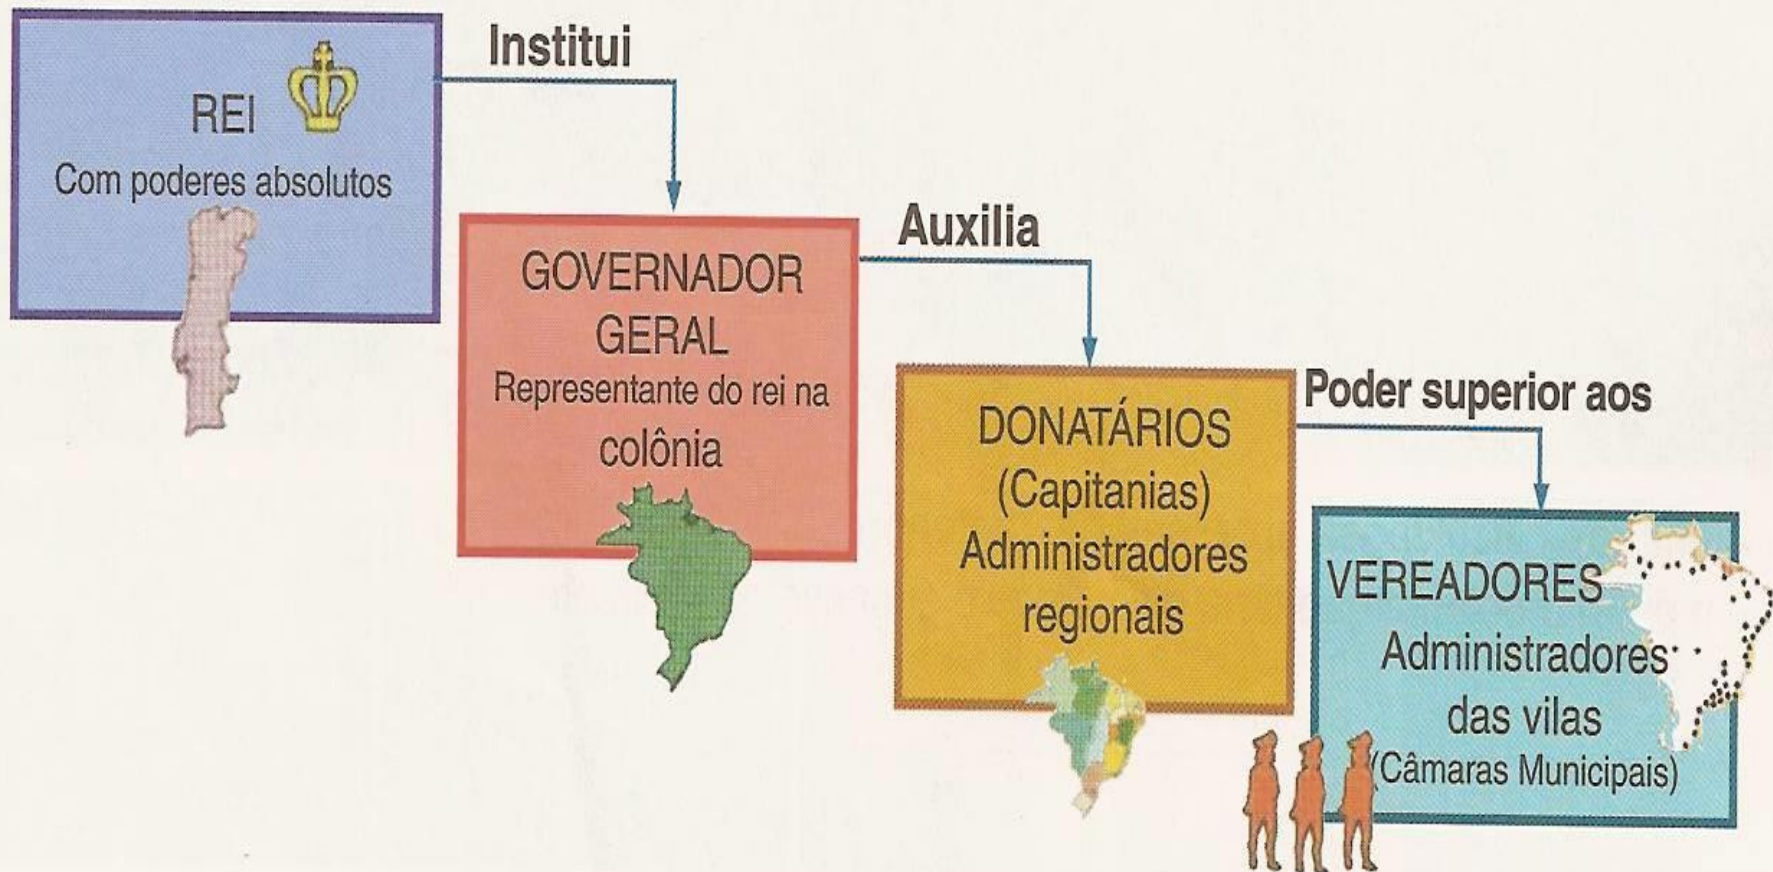 REI
Com poderes absolutos
Institui
GOVERNADOR
GERAL
Representante do rei na
colônia
Auxilia
DONATÁRIOS
(Capitanias)
Administradores
regionais
Poder superior aos
VEREADORES
Administradores
das vilas
(Câmaras Municipais)